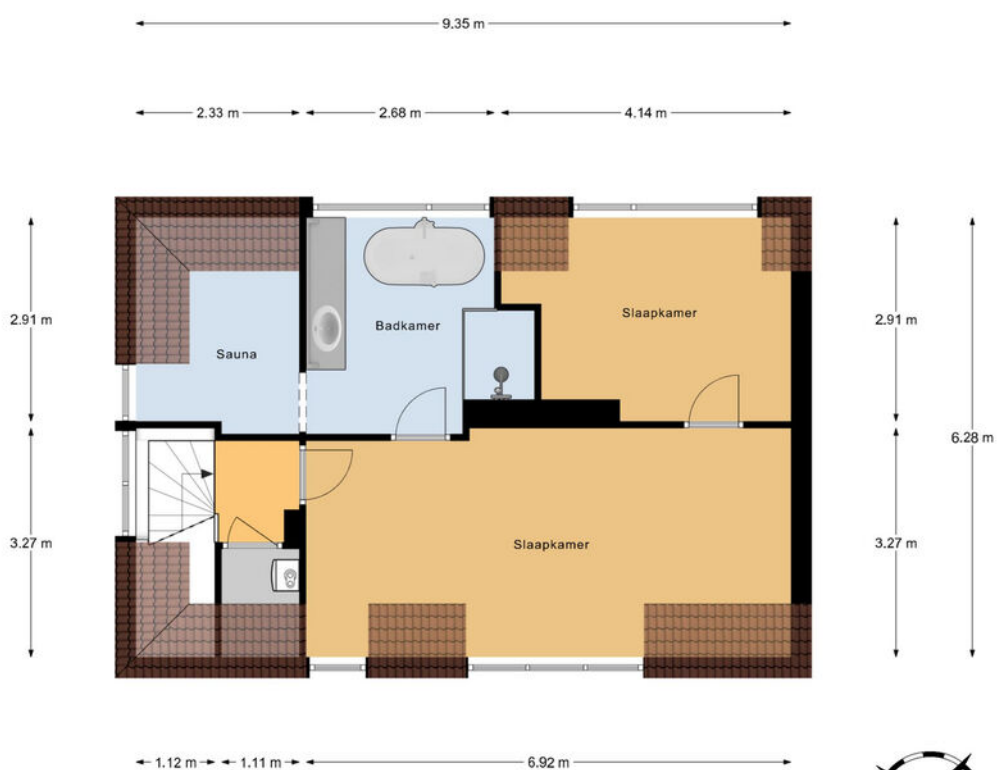 9.35 m
2.33 m
2.68 m
4.14 m
2.91 m
2.91 m
Slaapkamer
Badkamer
Sauna
6.28 m
3.27 m
Slaapkamer
3.27 m
1.12 m
1.11 m
6.92 m